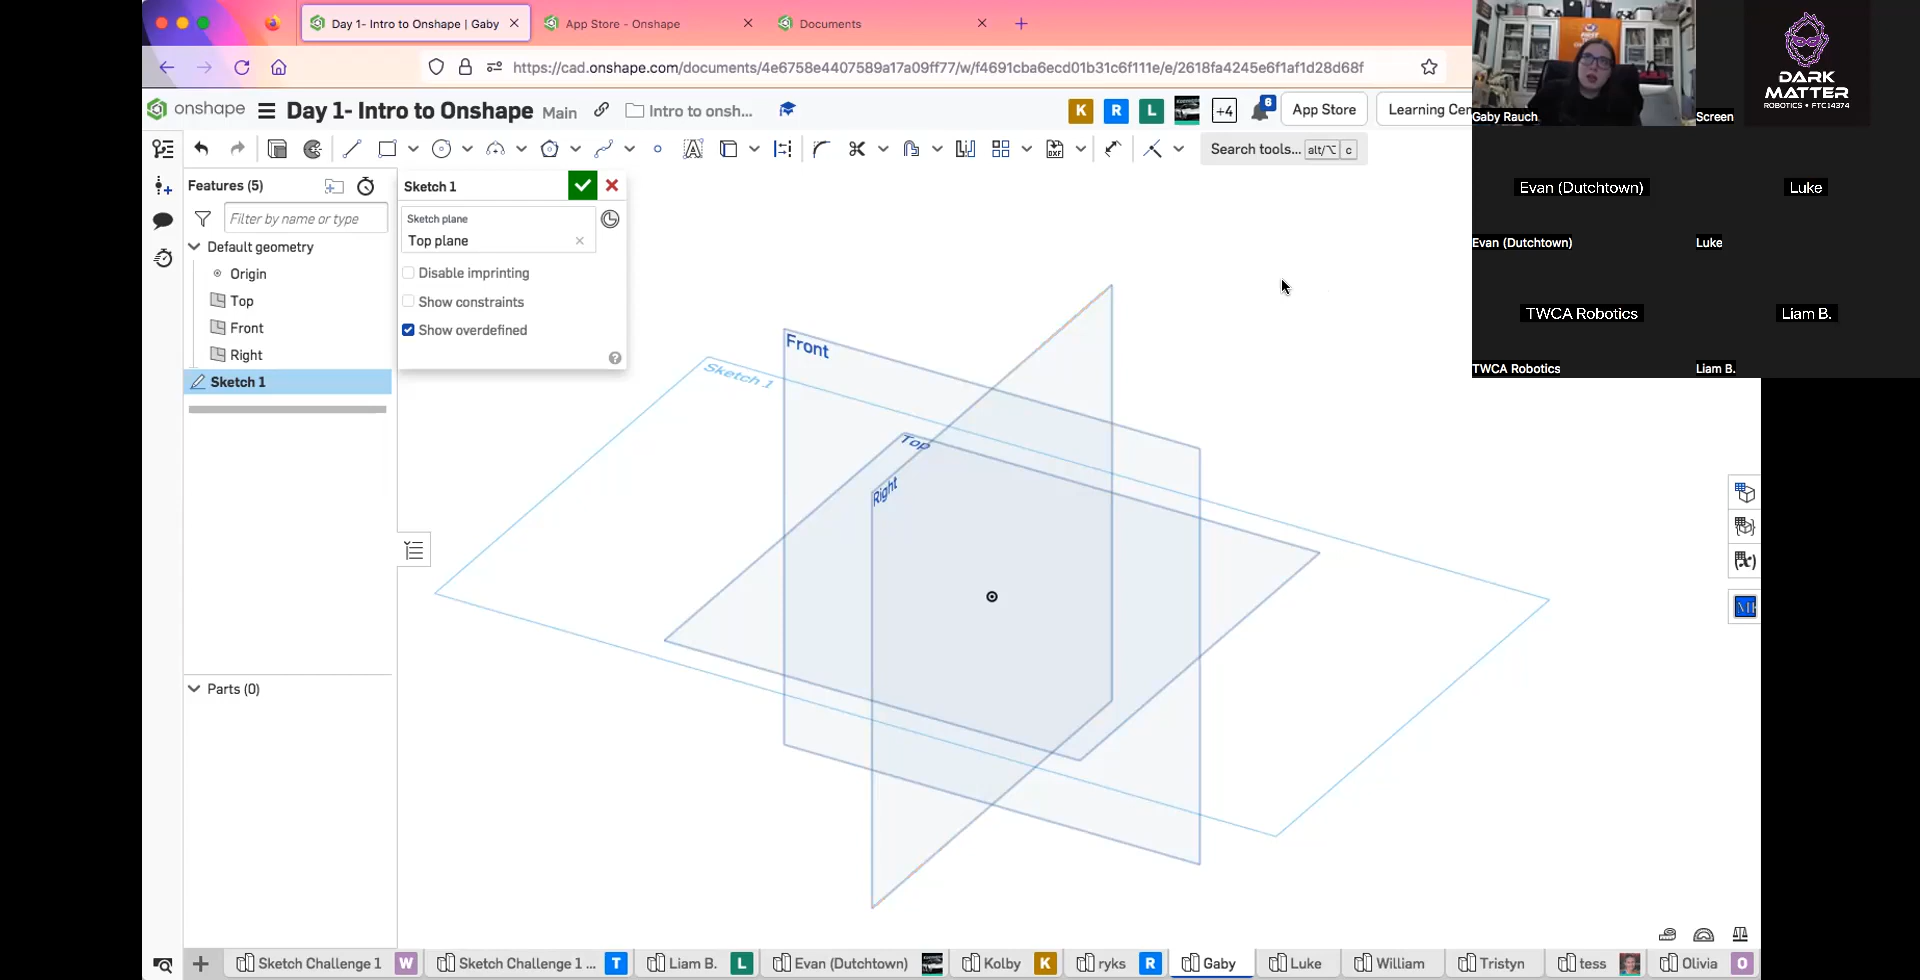 Day 1- Intro to Onshape | Gaby
App Store - Onshape
Documents
https://cad.onshape.com/documents/4e6758e4407589a17a09ff77/w/f4691cba6ecd01b31c6f111e/e/2618fa4245e6f1af1d28d68f
onshape
Day 1- Intro to Onshape
Main
Intro to onsh...
K
R
L
+4
6
App Store
Learning Cen
Search tools... alt/⌥ c
Features (5)
Filter by name or type
Default geometry
Origin
Top
Front
Right
Sketch 1
Parts (0)
Sketch 1
Sketch plane
Top plane
Disable imprinting
Show constraints
Show overdefined
Front
Sketch 1
Top
Right
Gaby Rauch
Screen
DARK
MATTER
ROBOTICS • FTC14374
Evan (Dutchtown)
Luke
Evan (Dutchtown)
Luke
TWCA Robotics
Liam B.
TWCA Robotics
Liam B.
Sketch Challenge 1 W
Sketch Challenge 1 ... T
Liam B. L
Evan (Dutchtown)
Kolby K
ryks R
Gaby
Luke
William
Tristyn
tess
Olivia O